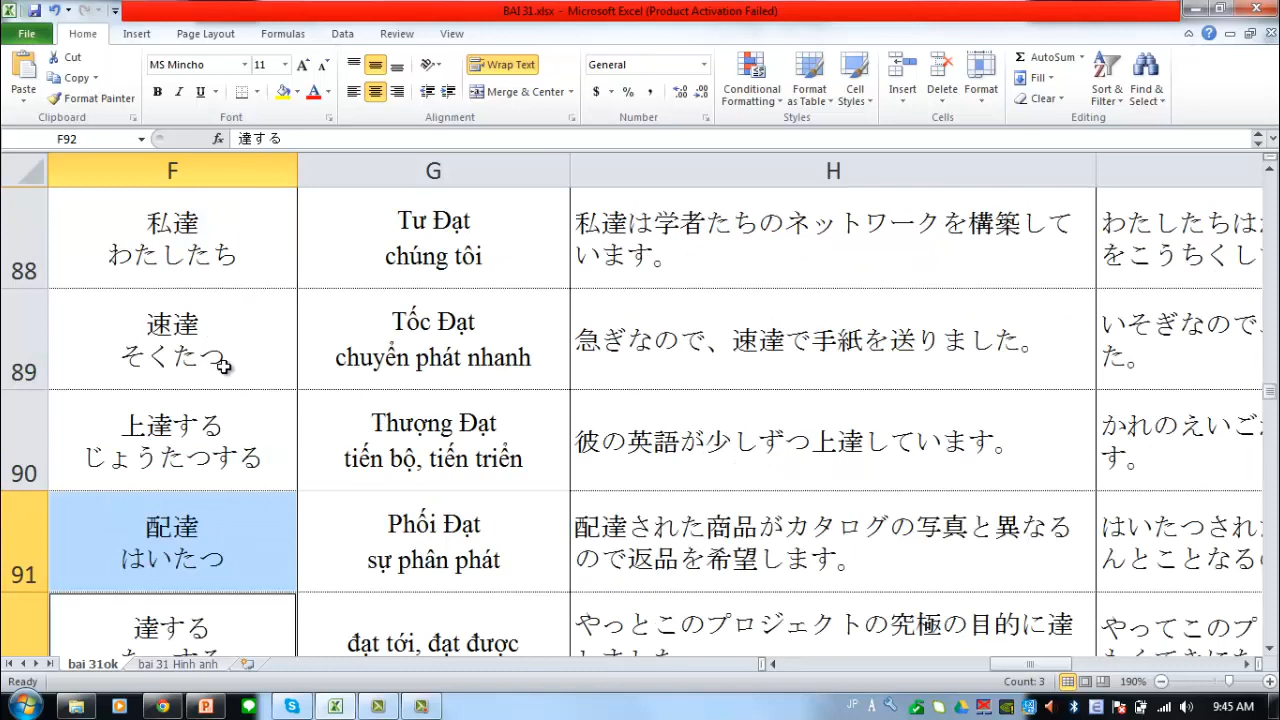 BAI 31.xlsx - Microsoft Excel (Product Activation Failed)
File Home Insert Page Layout Formulas Data Review View
Cut
Copy
Format Painter
Paste
Clipboard
MS Mincho 11
B I U
Font
Wrap Text
Merge & Center
Alignment
General
$ % ,
Number
Conditional Formatting
Format as Table
Cell Styles
Styles
Insert Delete Format
Cells
AutoSum
Fill
Clear
Sort & Filter
Find & Select
Editing
F92 fx 達する
F G H
88
私達
わたしたち
Tư Đạt
chúng tôi
私達は学者たちのネットワークを構築して
います。
わたしたちは
をこうちくし
89
速達
そくたつ
Tốc Đạt
chuyển phát nhanh
急ぎなので、速達で手紙を送りました。
いそぎなので
た。
90
上達する
じょうたつする
Thượng Đạt
tiến bộ, tiến triển
彼の英語が少しずつ上達しています。
かれのえいご
す。
91
配達
はいたつ
Phối Đạt
sự phân phát
配達された商品がカタログの写真と異なる
ので返品を希望します。
はいたつされ
んとことなる
達する
đạt tới, đạt được
やっとこのプロジェクトの究極の目的に達
やってこのプ
bai 31ok bai 31 Hinh anh
Ready Count: 3 190%
JP 9:45 AM